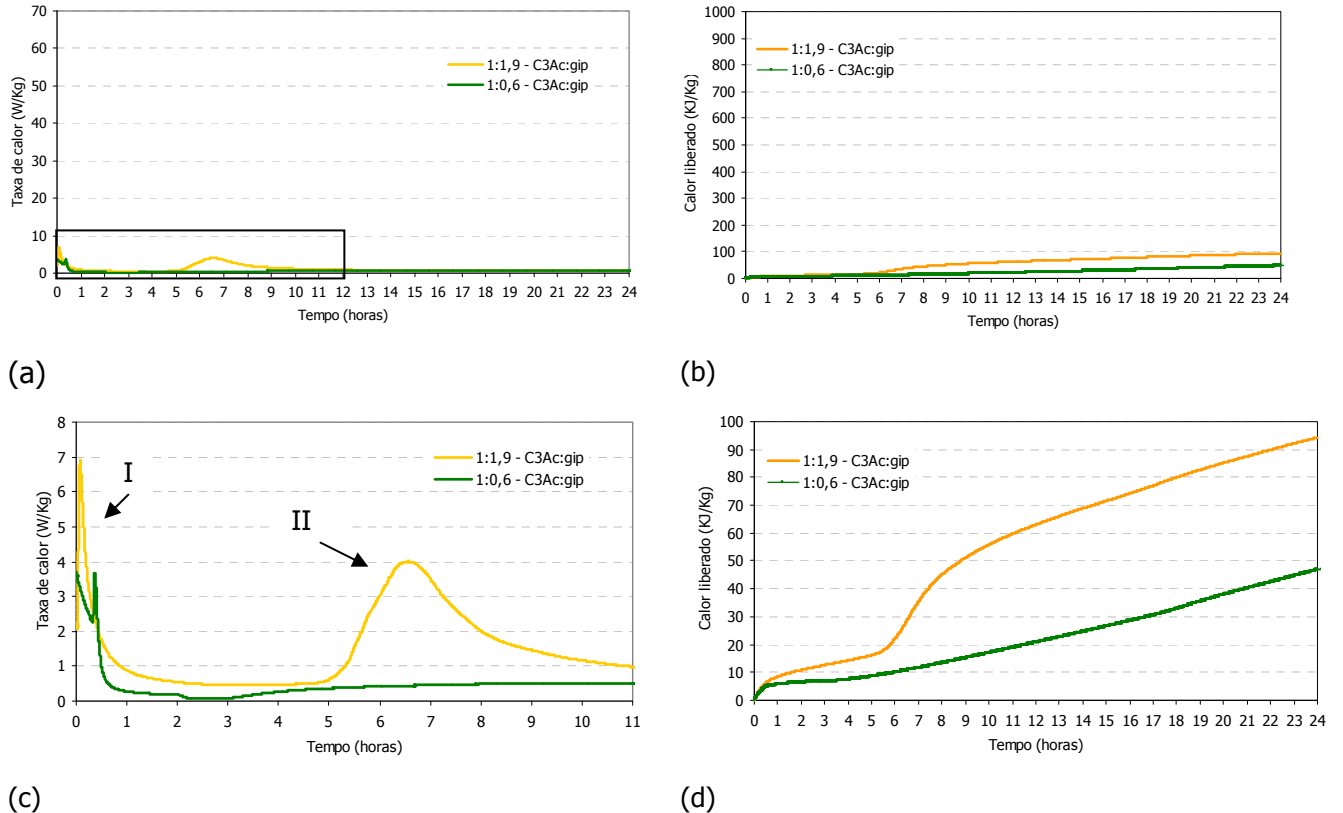 70
60
50
40
30
20
10
0
Taxa de calor (W/Kg)
1:1,9 - C3Ac:gip
1:0,6 - C3Ac:gip
0 1 2 3 4 5 6 7 8 9 10 11 12 13 14 15 16 17 18 19 20 21 22 23 24
Tempo (horas)
(a)
1000
900
800
700
600
500
400
300
200
100
0
Calor liberado (KJ/Kg)
1:1,9 - C3Ac:gip
1:0,6 - C3Ac:gip
0 1 2 3 4 5 6 7 8 9 10 11 12 13 14 15 16 17 18 19 20 21 22 23 24
Tempo (horas)
(b)
8
7
6
5
4
3
2
1
0
Taxa de calor (W/Kg)
I
II
1:1,9 - C3Ac:gip
1:0,6 - C3Ac:gip
0 1 2 3 4 5 6 7 8 9 10 11
Tempo (horas)
(c)
100
90
80
70
60
50
40
30
20
10
0
Calor liberado (KJ/Kg)
1:1,9 - C3Ac:gip
1:0,6 - C3Ac:gip
0 1 2 3 4 5 6 7 8 9 10 11 12 13 14 15 16 17 18 19 20 21 22 23 24
Tempo (horas)
(d)